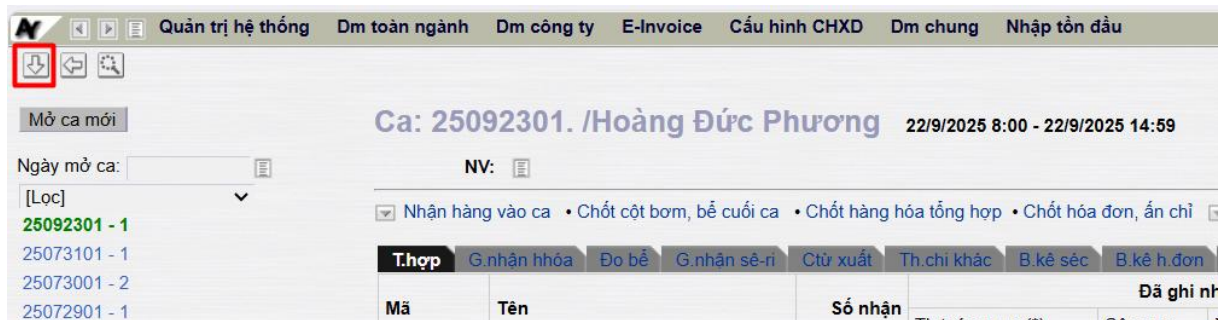 Quản trị hệ thống Dm toàn ngành Dm công ty E-Invoice Cấu hình CHXD Dm chung Nhập tồn đầu
Mở ca mới
Ca: 25092301. /Hoàng Đức Phương 22/9/2025 8:00 - 22/9/2025 14:59
Ngày mở ca:
NV:
[Lọc]
Nhận hàng vào ca • Chốt cột bơm, bể cuối ca • Chốt hàng hóa tổng hợp • Chốt hóa đơn, ấn chỉ
25092301 - 1
25073101 - 1
T.hợp G.nhận hhóa Đo bể G.nhận sê-ri Ctừ xuất Th.chi khác B.kê séc B.kê h.đơn
25073001 - 2
Đã ghi
25072901 - 1
Mã Tên Số nhận